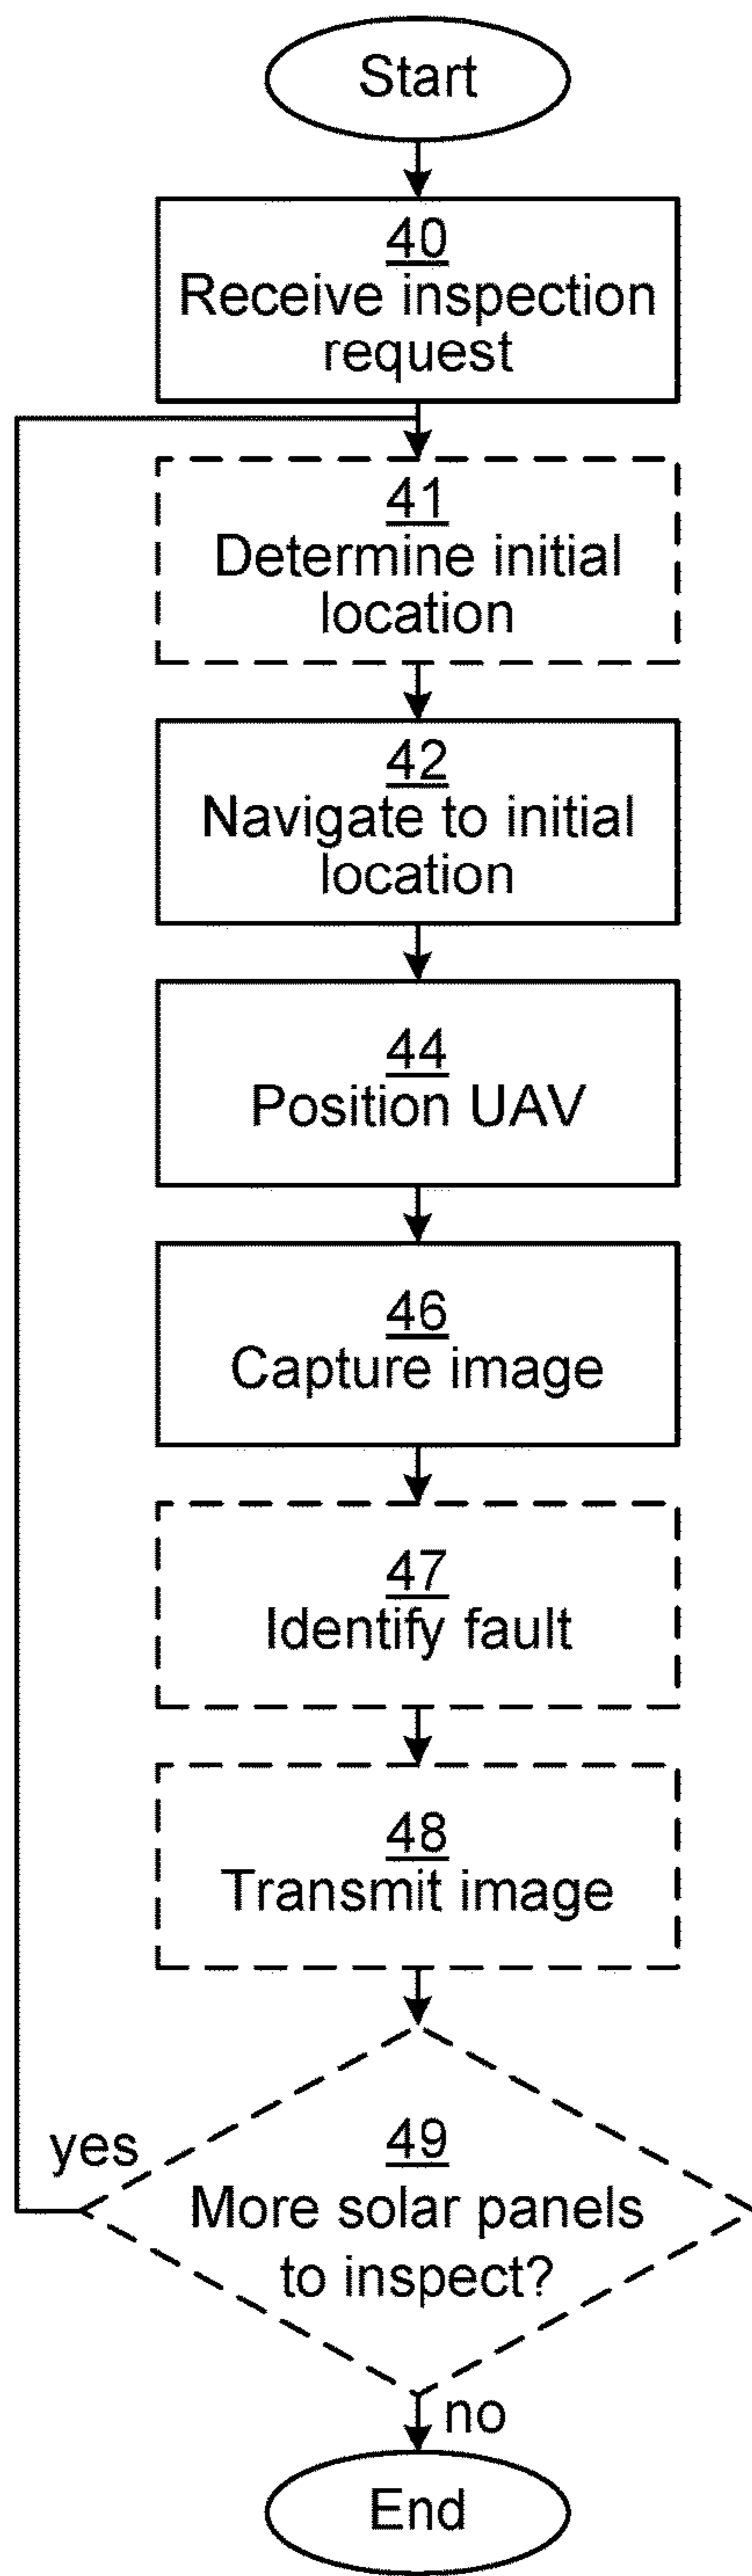 Start
40
Receive inspection
request
41
Determine initial
location
42
Navigate to initial
location
44
Position UAV
46
Capture image
47
Identify fault
48
Transmit image
yes
49
More solar panels
to inspect?
no
End